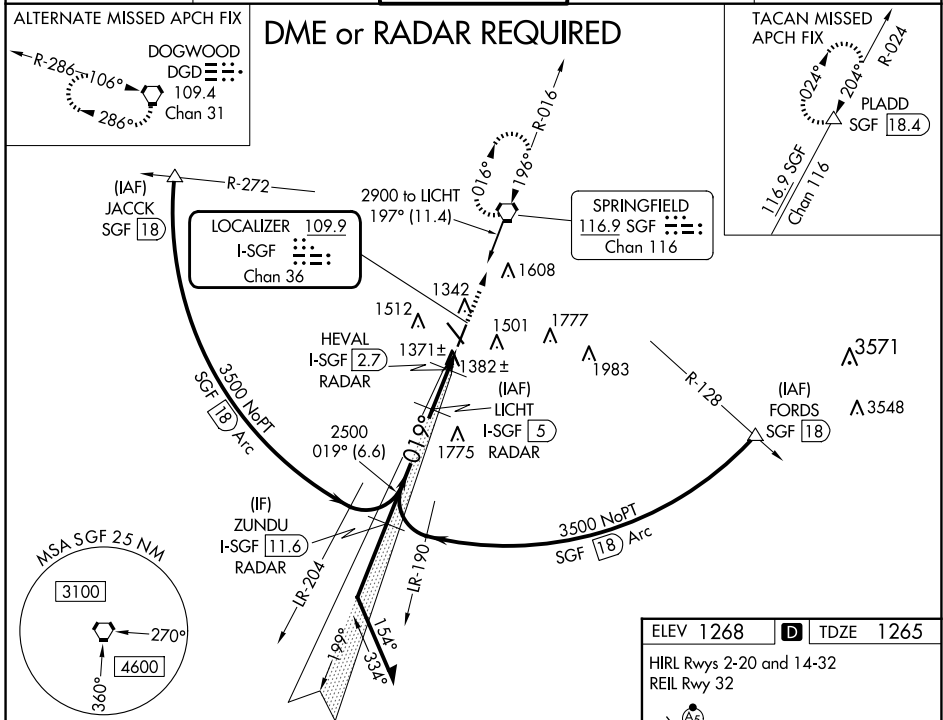 ALTERNATE MISSED APCH FIX
DOGWOOD
DGD
109.4
Chan 31
R-286
106°
286°
DME or RADAR REQUIRED
TACAN MISSED
APCH FIX
R-024
024°
204°
PLADD
SGF 18.4
116.9 SGF
Chan 116
R-016
016°
196°
(IAF)
JACCK
SGF 18
R-272
2900 to LICHT
197° (11.4)
LOCALIZER 109.9
I-SGF
Chan 36
SPRINGFIELD
116.9 SGF
Chan 116
1608
1342
1512
1501
1777
1983
3571
3548
HEVAL
I-SGF 2.7
RADAR
1371±
1382±
(IAF)
LICHT
I-SGF 5
RADAR
1775
R-128
(IAF)
FORDS
SGF 18
3500 NoPT
SGF 18 Arc
2500
019° (6.6)
019°
(IF)
ZUNDU
I-SGF 11.6
RADAR
LR-204
LR-190
3500 NoPT
SGF 18 Arc
199°
154°
334°
MSA SGF 25 NM
3100
270°
4600
360°
ELEV 1268
D
TDZE 1265
HIRL Rwys 2-20 and 14-32
REIL Rwy 32
A5